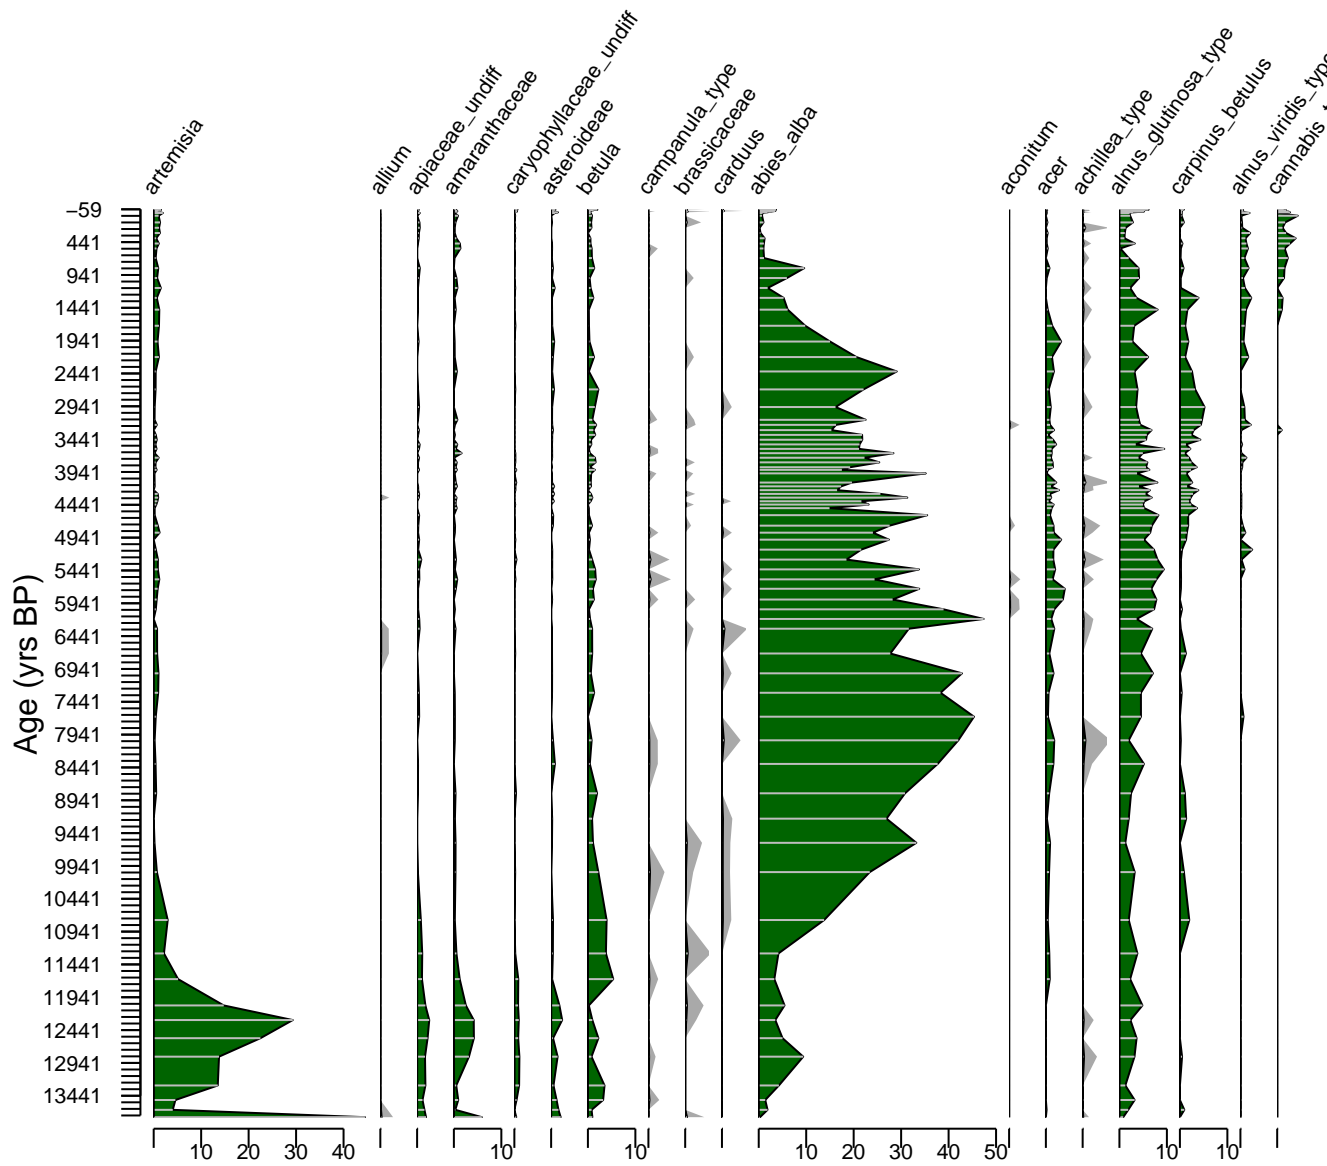 artemisia
allium
apiaceae_undiff
amaranthaceae
caryophyllaceae_undiff
asteroideae
betula
campanula_type
brassicaceae
carduus
abies_alba
aconitum
acer
achillea_type
alnus_glutinosa_type
carpinus_betulus
alnus_viridis_type
cannabis_t
Age (yrs BP)
−59
441
941
1441
1941
2441
2941
3441
3941
4441
4941
5441
5941
6441
6941
7441
7941
8441
8941
9441
9941
10441
10941
11441
11941
12441
12941
13441
10 20 30 40 10 10 10 20 30 40 50 10 10